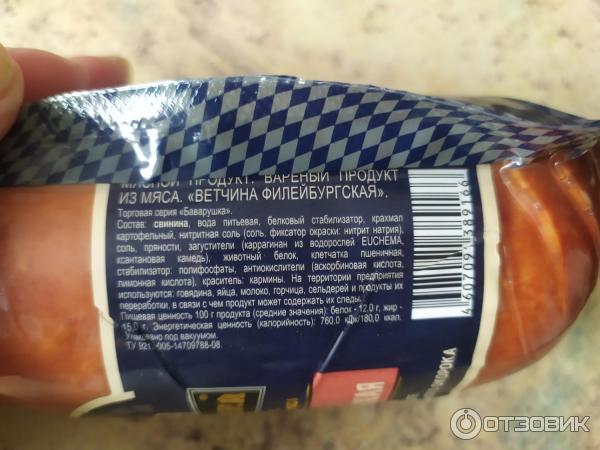 МЯСНОЙ ПРОДУКТ. ВАРЕНЫЙ ПРОДУКТ
ИЗ МЯСА. «ВЕТЧИНА ФИЛЕЙБУРГСКАЯ».
Торговая серия «Баварушка».
Состав: свинина, вода питьевая, белковый стабилизатор, крахмал
картофельный, нитритная соль (соль, фиксатор окраски: нитрит натрия),
соль, пряности, загустители (каррагинан из водорослей EUCHEMA,
ксантановая камедь), животный белок, клетчатка пшеничная,
стабилизатор: полифосфаты, антиокислители (аскорбиновая кислота,
лимонная кислота), краситель: кармины. На территории предприятия
используются: говядина, яйца, молоко, горчица, сельдерей и продукты их
переработки, в связи с чем продукт может содержать их следы.
Пищевая ценность 100 г продукта (средние значения): белок - 12.0 г, жир -
15.0 г. Энергетическая ценность (калорийность): 760.0 кДж/180.0 ккал.
Упаковано под вакуумом.
ТУ 921 -005-14709788-08.
4 607091 389166
ОТЗОВИК